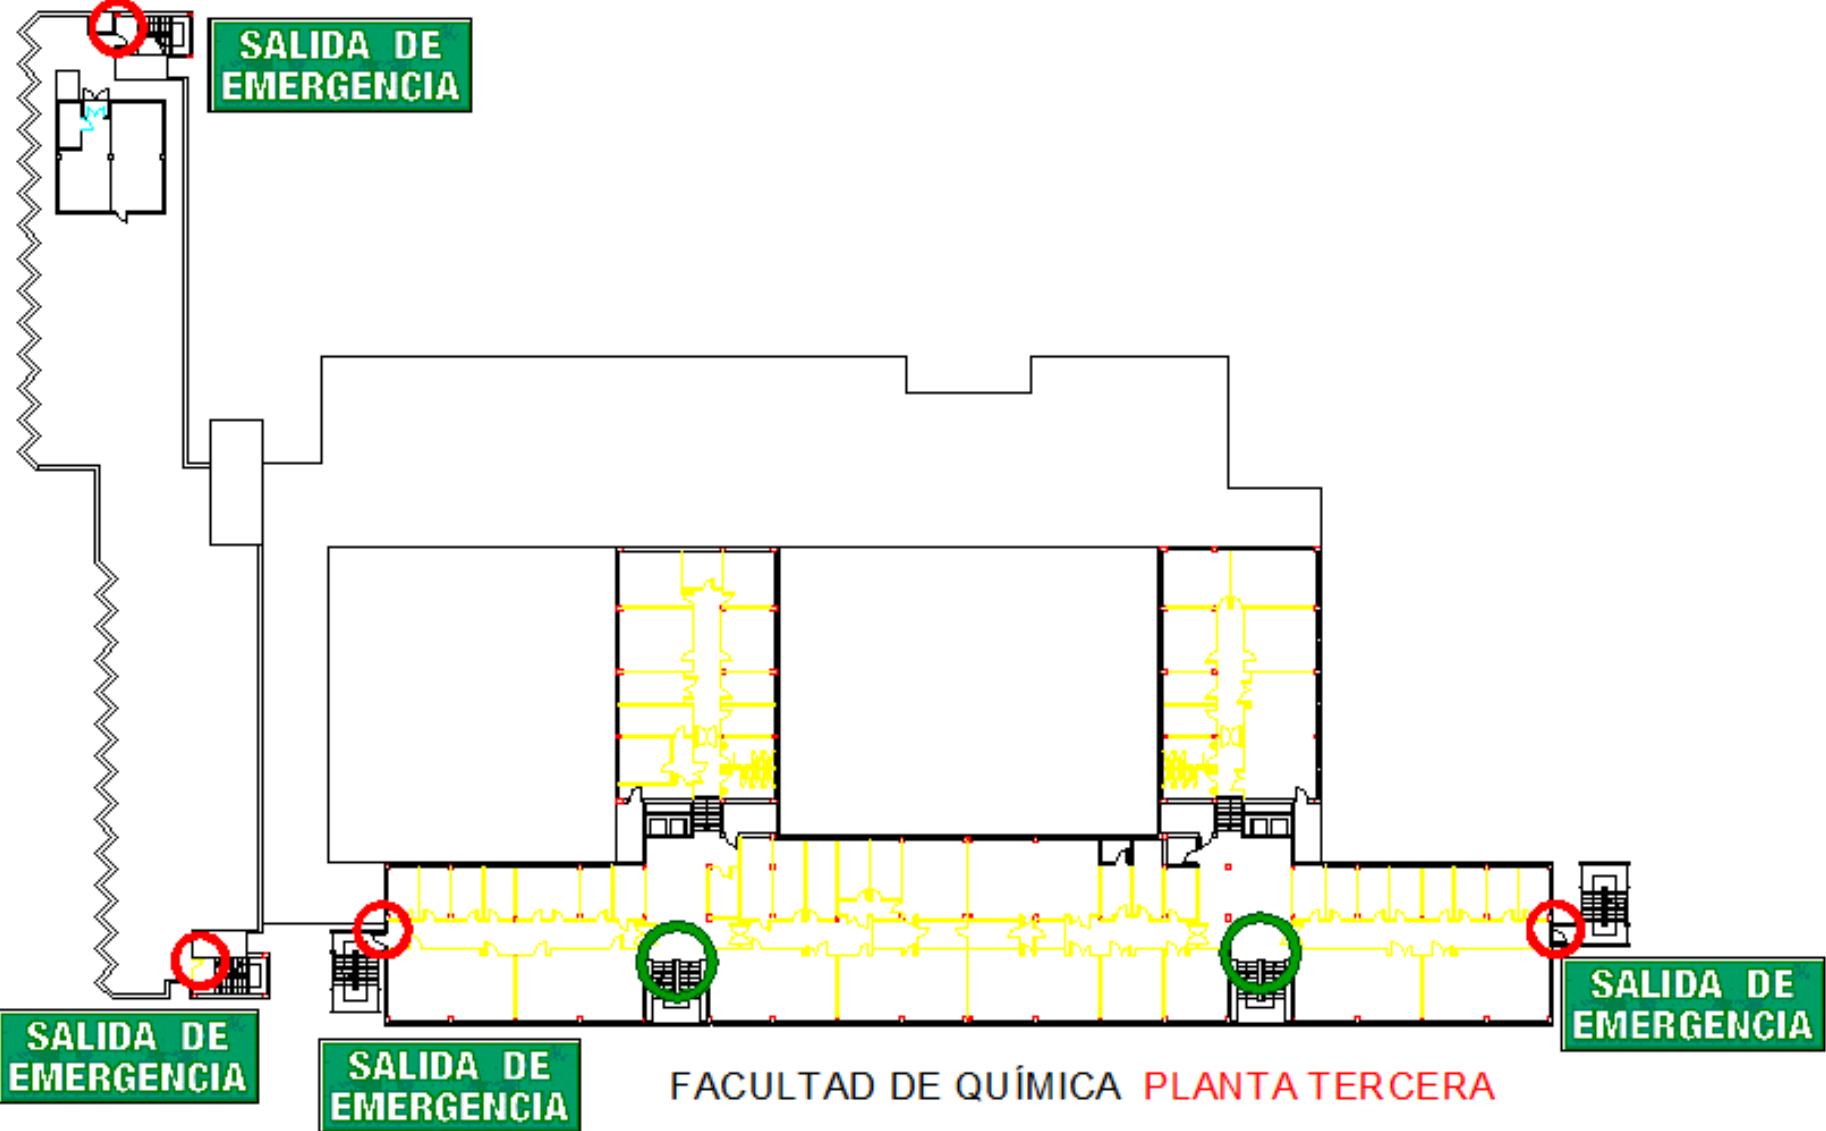 SALIDA DE
EMERGENCIA
SALIDA DE
EMERGENCIA
SALIDA DE
EMERGENCIA
SALIDA DE
EMERGENCIA
FACULTAD DE QUÍMICA PLANTA TERCERA